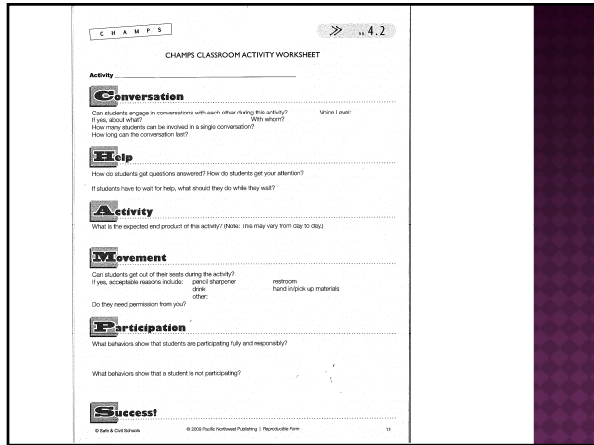 CHAMPS
no. 4.2
CHAMPS CLASSROOM ACTIVITY WORKSHEET
Activity
Conversation
Can students engage in conversations with each other during this activity? Voice Level:
If yes, about what? With whom?
How many students can be involved in a single conversation?
How long can the conversation last?
Help
How do students get questions answered? How do students get your attention?
If students have to wait for help, what should they do while they wait?
Activity
What is the expected end product of this activity? (Note: This may vary from day to day.)
Movement
Can students get out of their seats during the activity?
If yes, acceptable reasons include: pencil sharpener restroom
drink hand in/pick up materials
other:
Do they need permission from you?
Participation
What behaviors show that students are participating fully and responsibly?
What behaviors show that a student is not participating?
Success!
© Safe & Civil Schools © 2009 Pacific Northwest Publishing | Reproducible Form 11